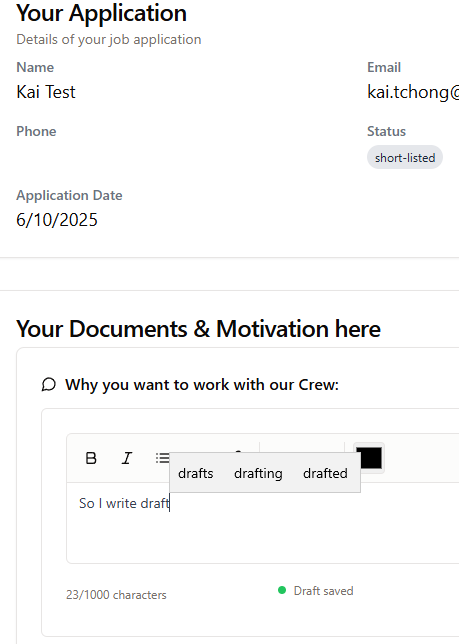 Your Application
Details of your job application
Name
Kai Test
Email
kai.tchong@
Phone
Status
short-listed
Application Date
6/10/2025
Your Documents & Motivation here
Why you want to work with our Crew:
B I
drafts drafting drafted
So I write draft
23/1000 characters
Draft saved